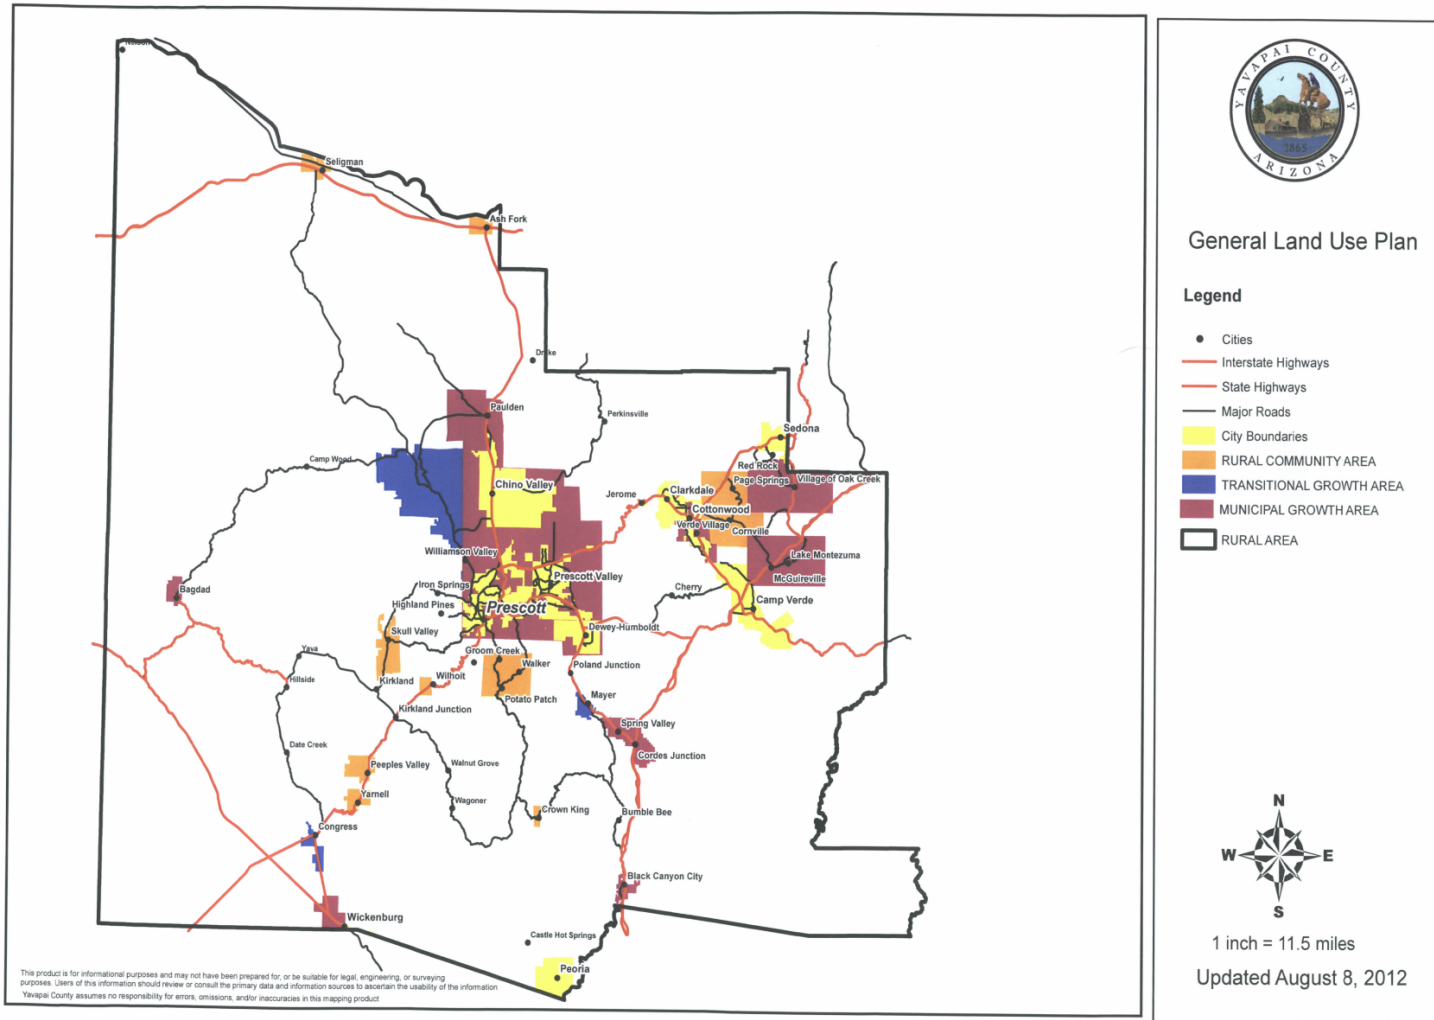 Nelson
Seligman
Ash Fork
Drake
Paulden
Perkinsville
Camp Wood
Chino Valley
Sedona
Red Rock
Page Springs
Village of Oak Creek
Jerome
Clarkdale
Cottonwood
Verde Village
Cornville
Lake Montezuma
McGuireville
Williamson Valley
Prescott Valley
Iron Springs
Highland Pines
Prescott
Cherry
Camp Verde
Bagdad
Skull Valley
Dewey-Humboldt
Groom Creek
Walker
Poland Junction
Yava
Hillside
Kirkland
Wilhoit
Potato Patch
Mayer
Kirkland Junction
Spring Valley
Cordes Junction
Date Creek
Peeples Valley
Walnut Grove
Yarnell
Wagoner
Crown King
Bumble Bee
Congress
Black Canyon City
Wickenburg
Castle Hot Springs
Peoria
This product is for informational purposes and may not have been prepared for, or be suitable for legal, engineering, or surveying
purposes. Users of this information should review or consult the primary data and information sources to ascertain the usability of the information
Yavapai County assumes no responsibility for errors, omissions, and/or inaccuracies in this mapping product
YAVAPAI COUNTY
1865
ARIZONA
General Land Use Plan
Legend
Cities
Interstate Highways
State Highways
Major Roads
City Boundaries
RURAL COMMUNITY AREA
TRANSITIONAL GROWTH AREA
MUNICIPAL GROWTH AREA
RURAL AREA
N
W E
S
1 inch = 11.5 miles
Updated August 8, 2012